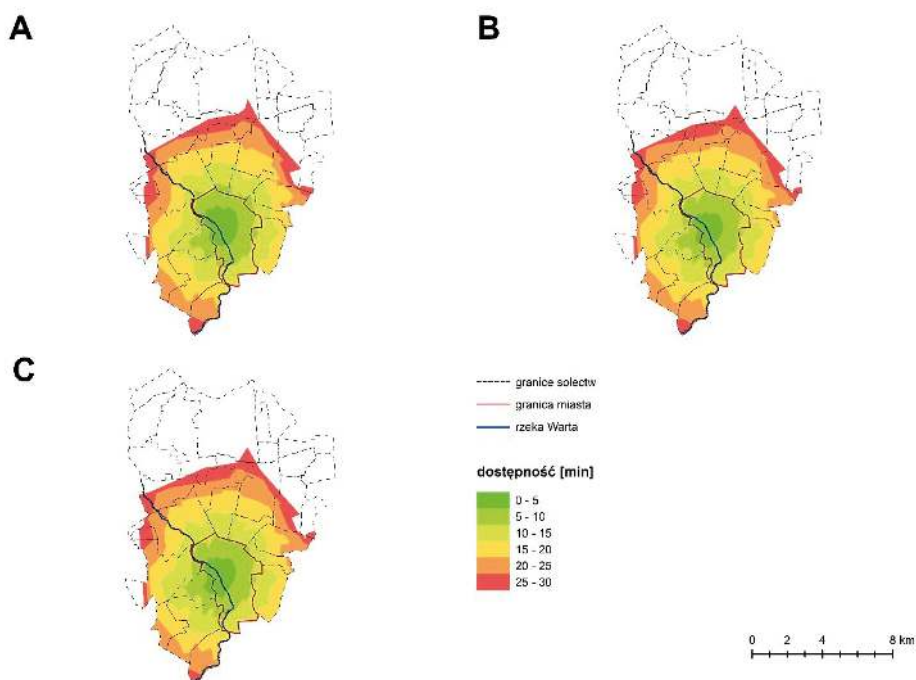 A
B
C
granice sołectw
granica miasta
rzeka Warta
dostępność [min]
0 - 5
5 - 10
10 - 15
15 - 20
20 - 25
25 - 30
0 2 4 8 km